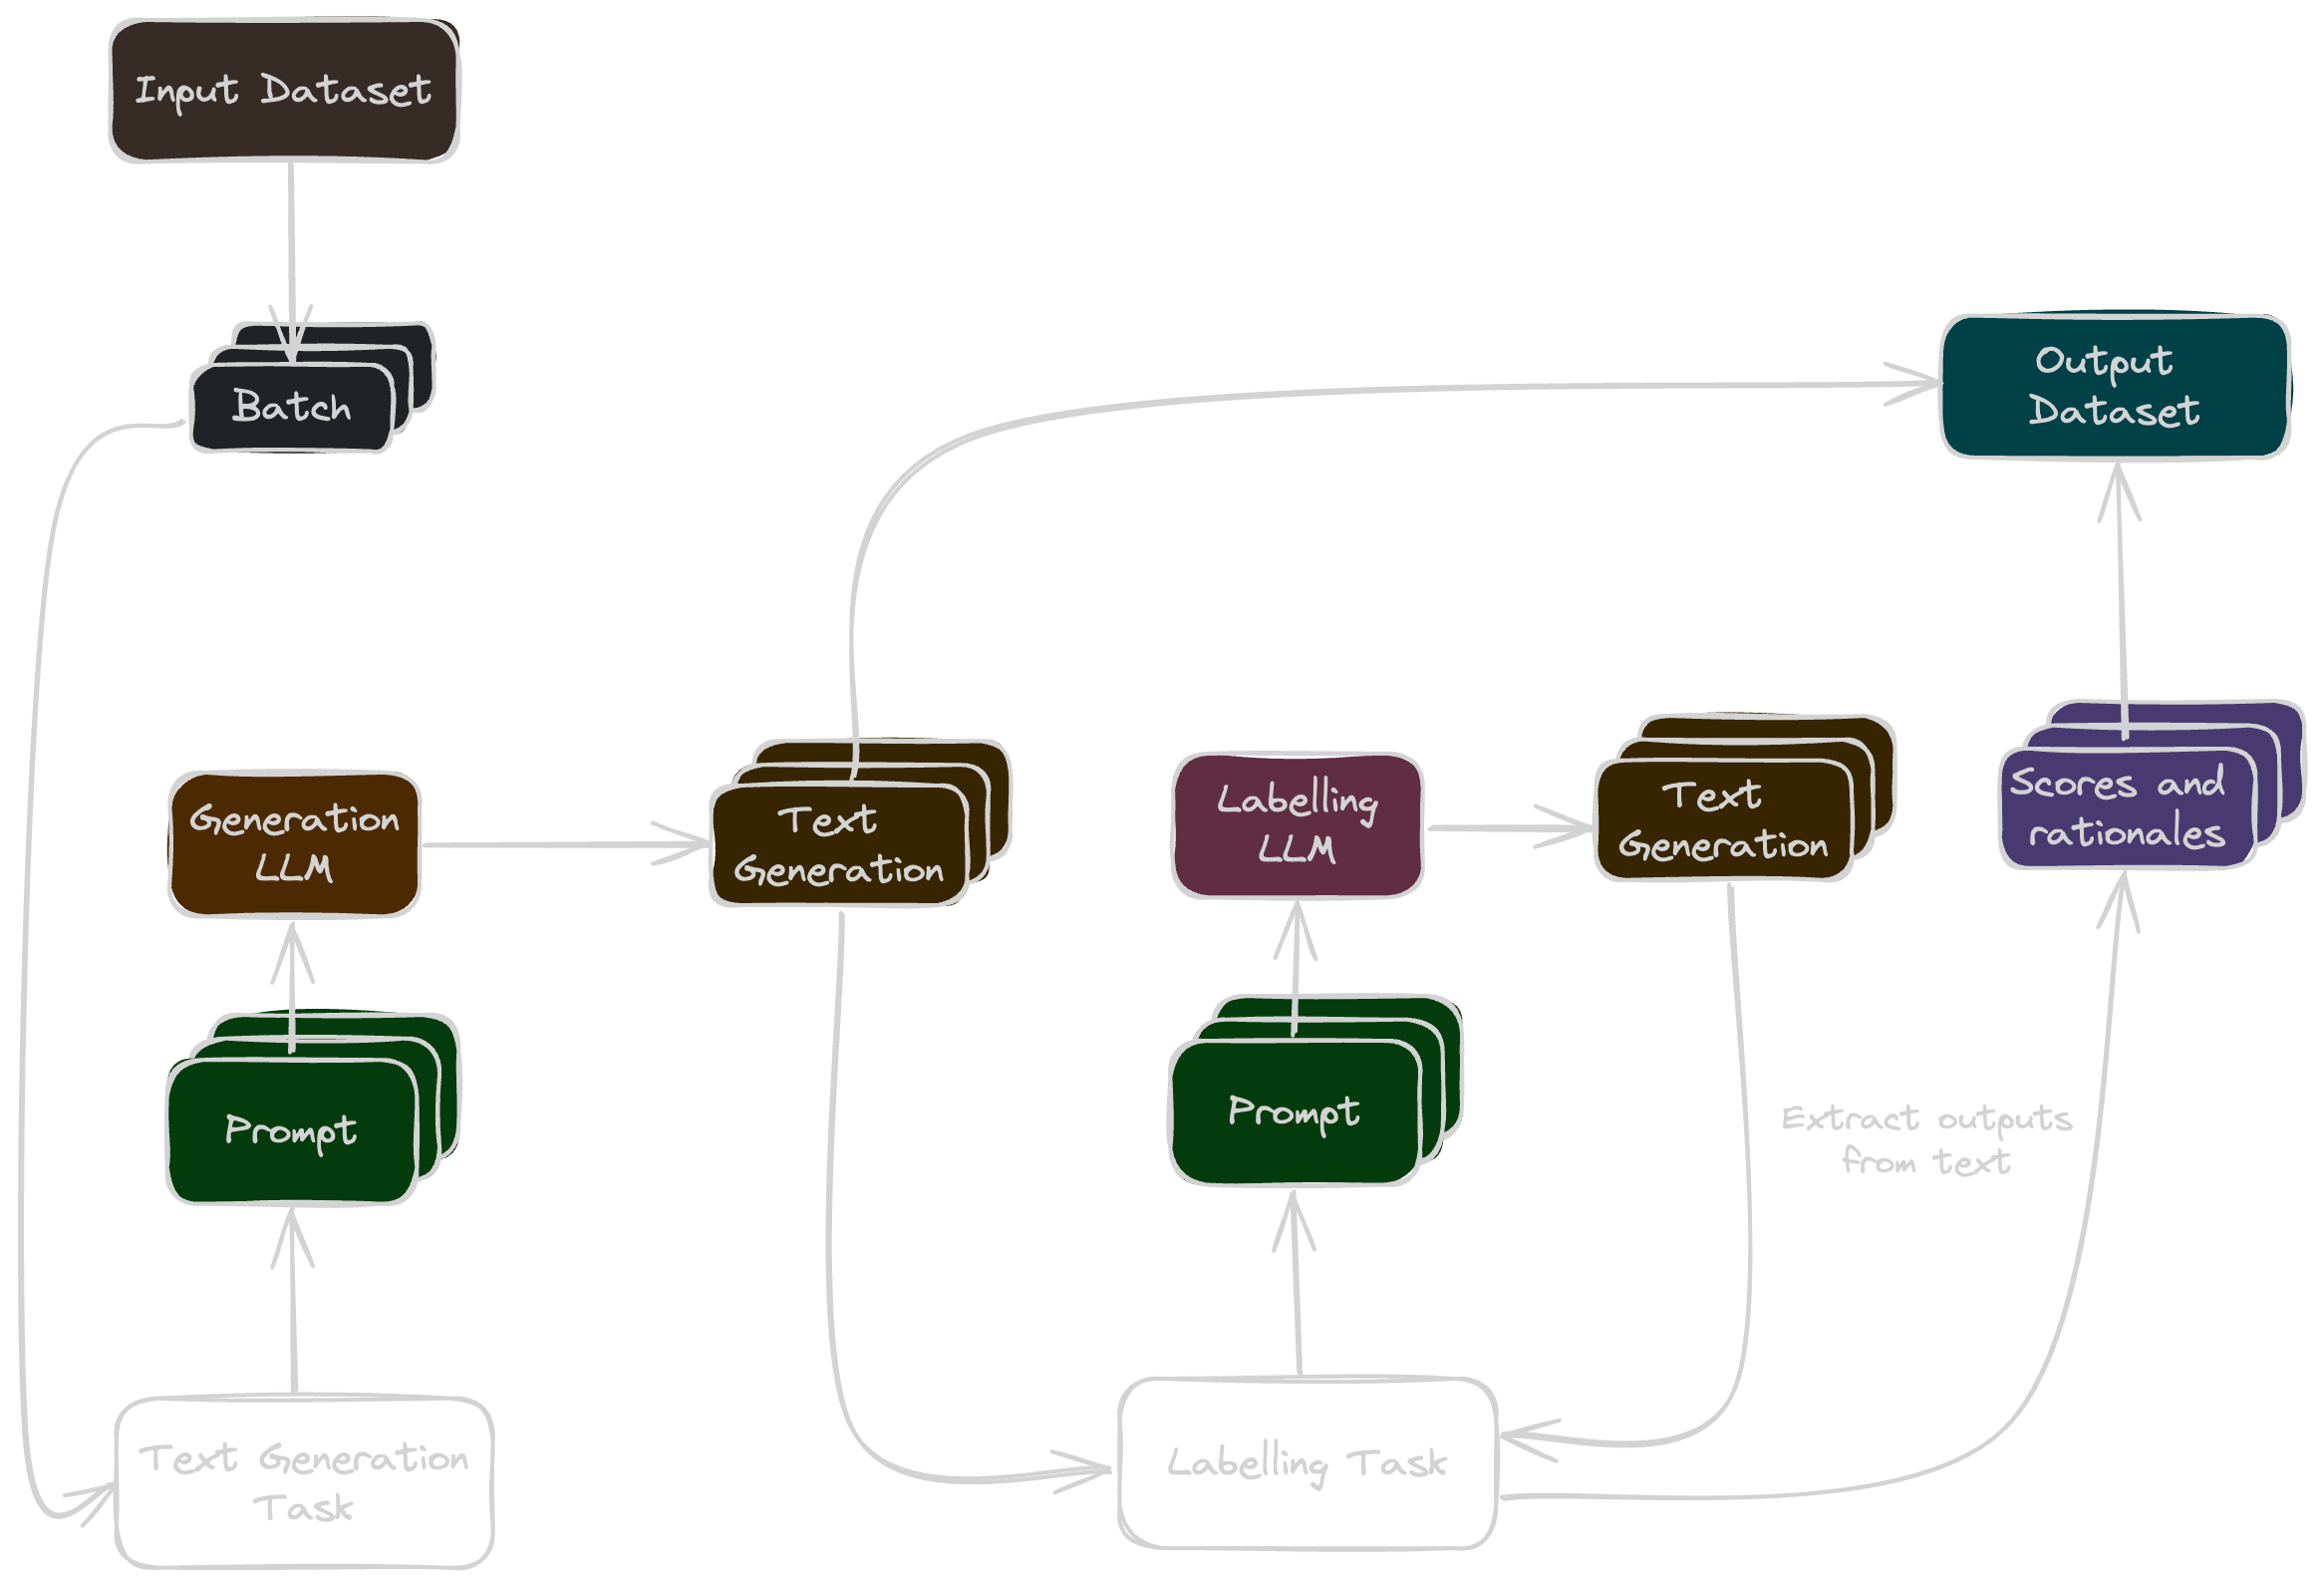 Input Dataset
Batch
Output
Dataset
Generation
LLM
Text
Generation
Labelling
LLM
Text
Generation
Scores and
rationales
Prompt
Prompt
Extract outputs
from text
Text Generation
Task
Labelling Task